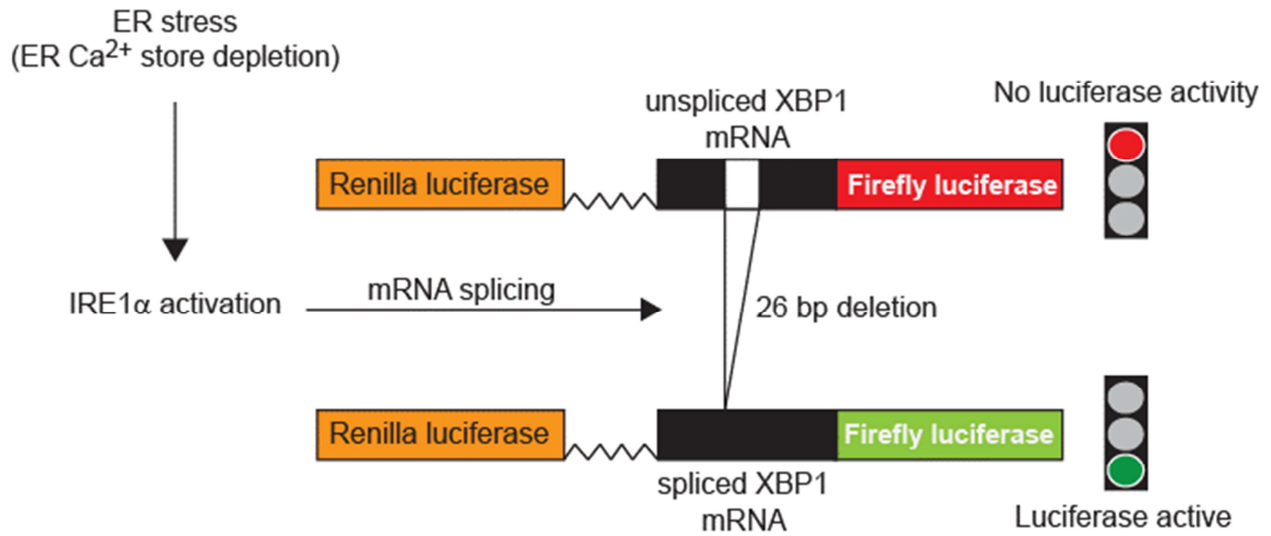 ER stress
(ER Ca2+ store depletion)
unspliced XBP1
mRNA
No luciferase activity
Renilla luciferase
Firefly luciferase
IRE1α activation
mRNA splicing
26 bp deletion
Renilla luciferase
Firefly luciferase
spliced XBP1
mRNA
Luciferase active